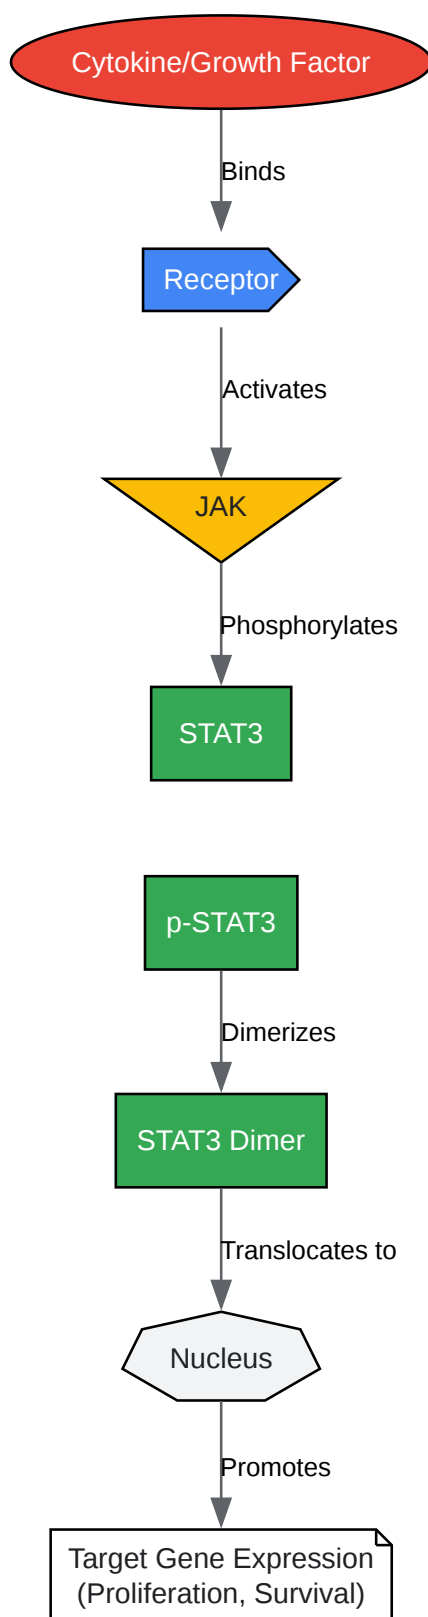 Cytokine/Growth Factor
Binds
Receptor
Activates
JAK
Phosphorylates
STAT3
p-STAT3
Dimerizes
STAT3 Dimer
Translocates to
Nucleus
Promotes
Target Gene Expression
(Proliferation, Survival)